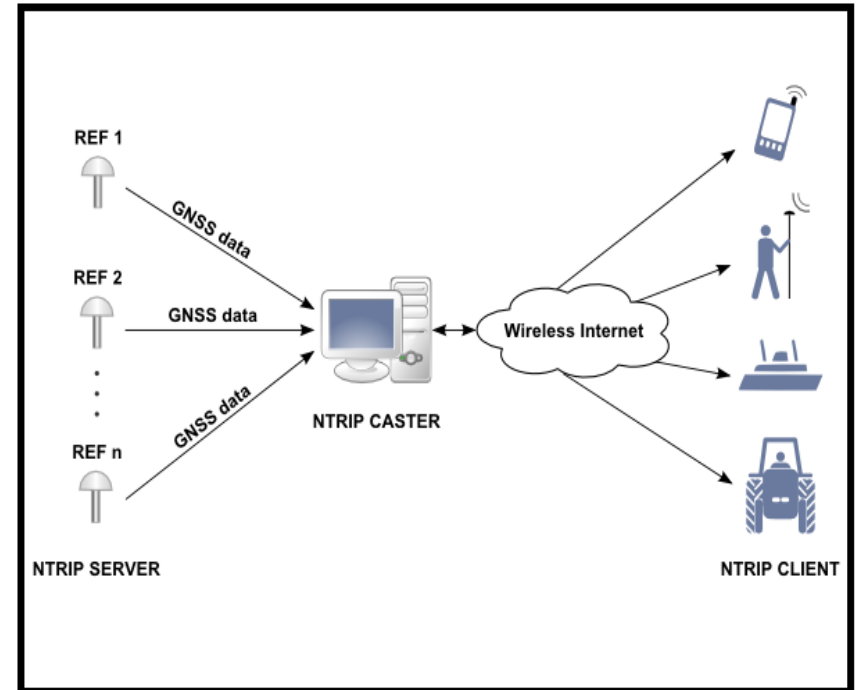 REF 1
GNSS data
REF 2
GNSS data
GNSS data
REF n
NTRIP SERVER
NTRIP CASTER
Wireless Internet
NTRIP CLIENT